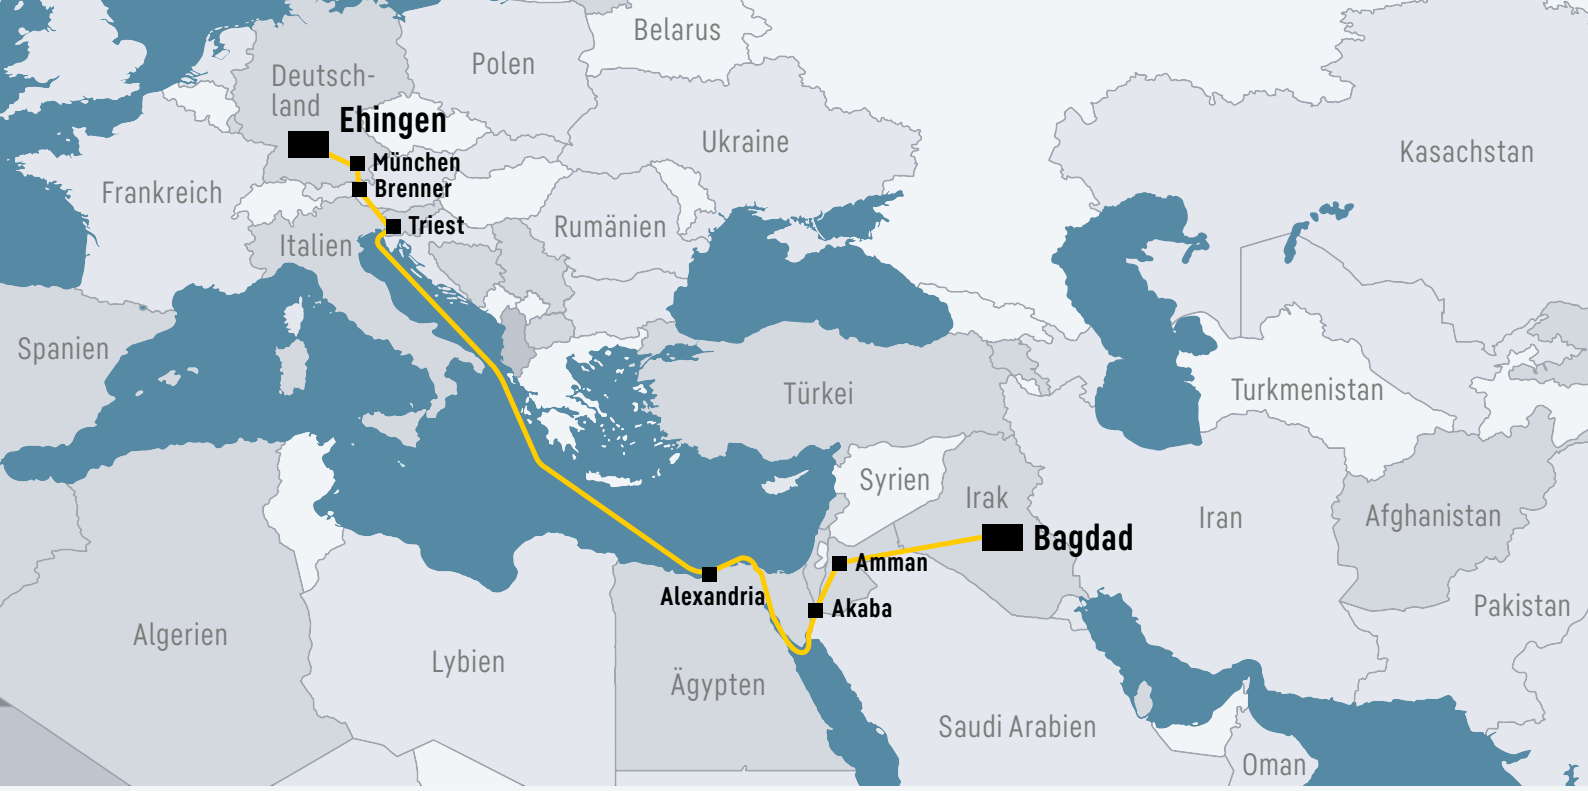 Belarus
Polen
Deutsch-
land
Ehingen
Ukraine
Kasachstan
München
Brenner
Frankreich
Triest
Rumänien
Italien
Spanien
Türkei
Turkmenistan
Syrien
Irak
Iran
Afghanistan
Bagdad
Amman
Alexandria
Akaba
Pakistan
Algerien
Lybien
Ägypten
Saudi Arabien
Oman